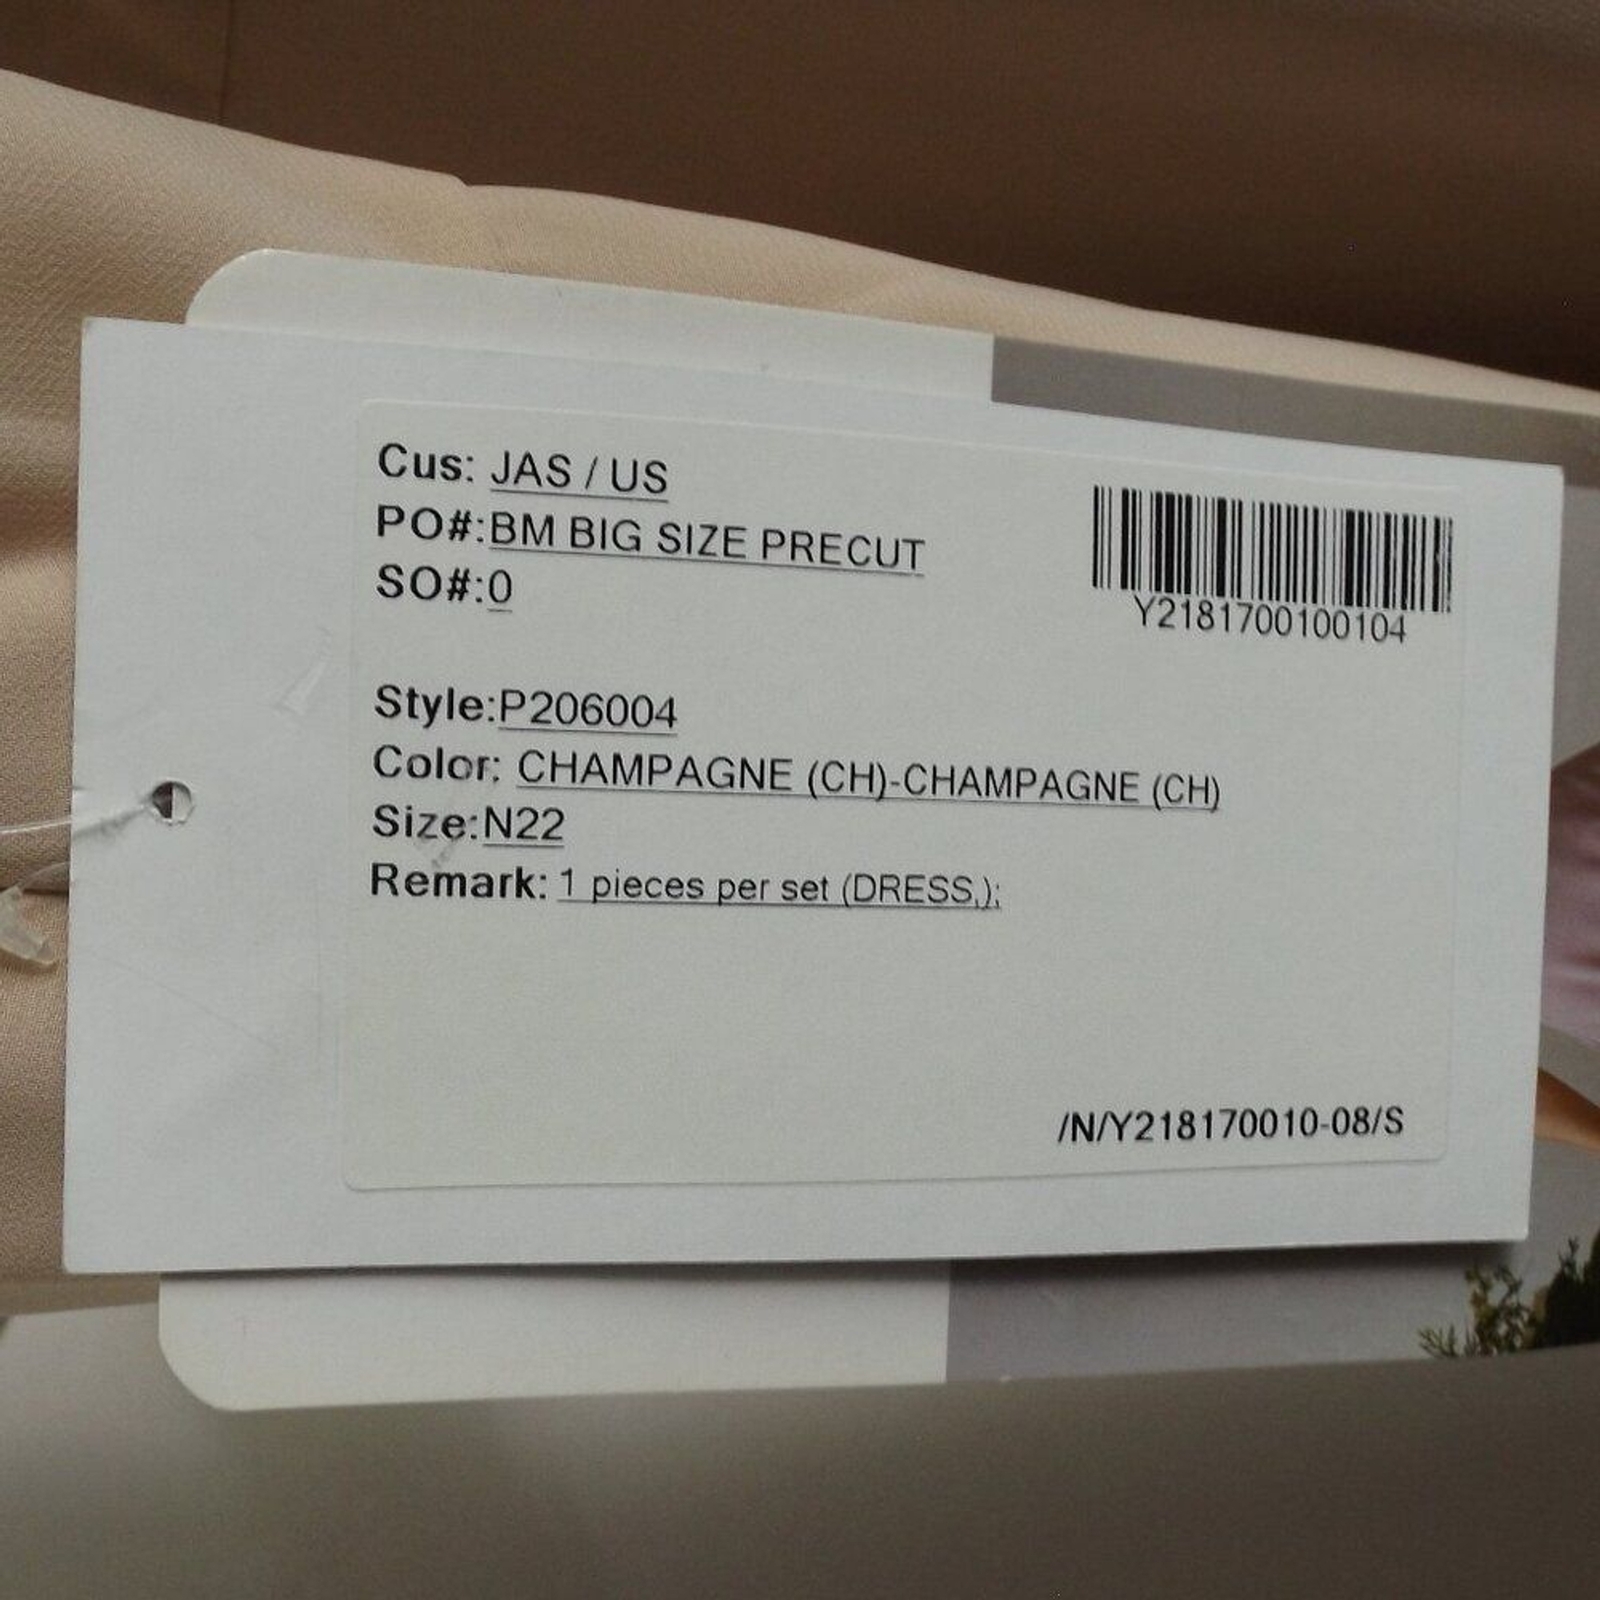 Cus: JAS / US
PO#:BM BIG SIZE PRECUT
SO#:0
Y2181700100104
Style:P206004
Color: CHAMPAGNE (CH)-CHAMPAGNE (CH)
Size:N22
Remark: 1 pieces per set (DRESS,);
/N/Y218170010-08/S